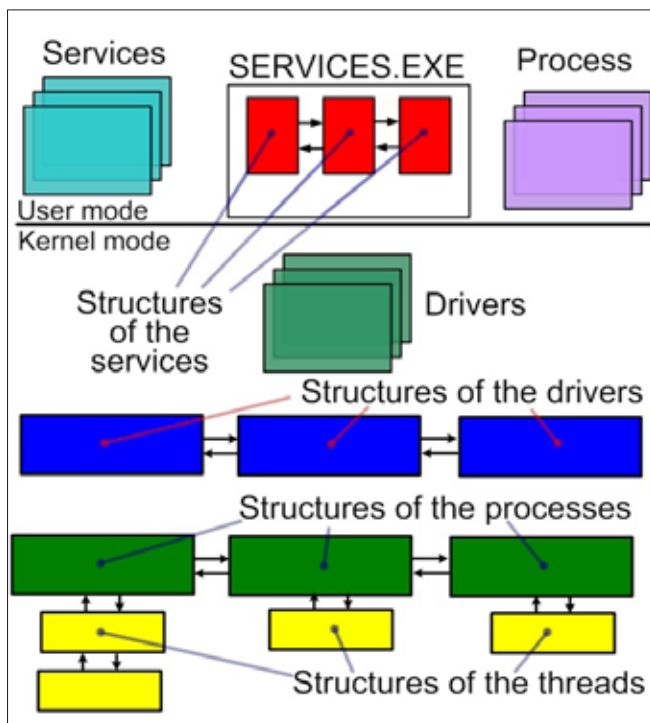 Services
SERVICES.EXE
Process
User mode
Kernel mode
Structures
of the
services
Drivers
Structures of the drivers
Structures of the processes
Structures of the threads